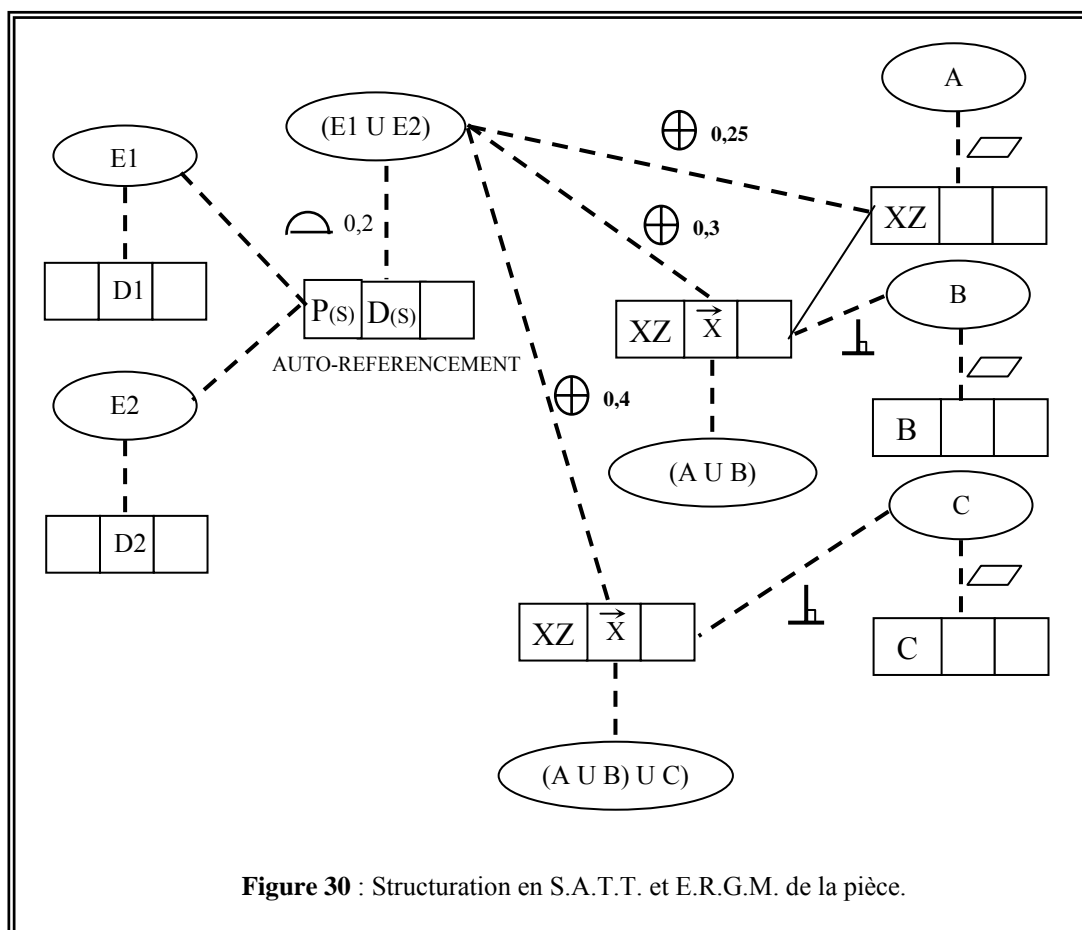 A
(E1 U E2)
0,25
E1
XZ
0,2
0,3
B
D1
P(S) D(S)
XZ X
AUTO-REFERENCEMENT
E2
0,4
B
(A U B)
C
D2
XZ X
C
(A U B) U C)
Figure 30 : Structuration en S.A.T.T. et E.R.G.M. de la pièce.